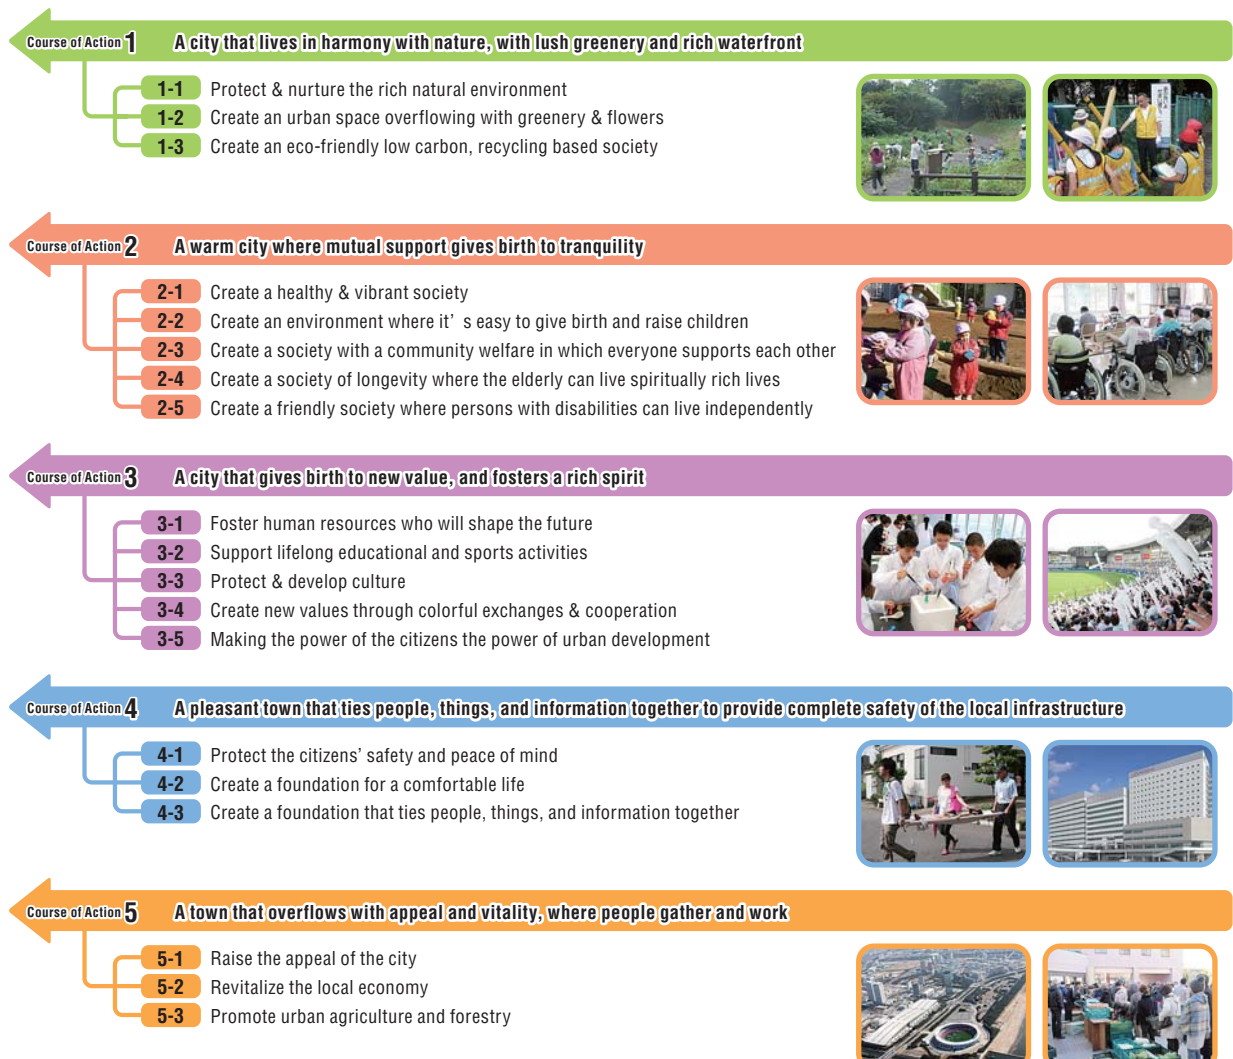 Course of Action 1 A city that lives in harmony with nature, with lush greenery and rich waterfront
1-1 Protect & nurture the rich natural environment
1-2 Create an urban space overflowing with greenery & flowers
1-3 Create an eco-friendly low carbon, recycling based society
Course of Action 2 A warm city where mutual support gives birth to tranquility
2-1 Create a healthy & vibrant society
2-2 Create an environment where it’ s easy to give birth and raise children
2-3 Create a society with a community welfare in which everyone supports each other
2-4 Create a society of longevity where the elderly can live spiritually rich lives
2-5 Create a friendly society where persons with disabilities can live independently
Course of Action 3 A city that gives birth to new value, and fosters a rich spirit
3-1 Foster human resources who will shape the future
3-2 Support lifelong educational and sports activities
3-3 Protect & develop culture
3-4 Create new values through colorful exchanges & cooperation
3-5 Making the power of the citizens the power of urban development
Course of Action 4 A pleasant town that ties people, things, and information together to provide complete safety of the local infrastructure
4-1 Protect the citizens’ safety and peace of mind
4-2 Create a foundation for a comfortable life
4-3 Create a foundation that ties people, things, and information together
Course of Action 5 A town that overflows with appeal and vitality, where people gather and work
5-1 Raise the appeal of the city
5-2 Revitalize the local economy
5-3 Promote urban agriculture and forestry